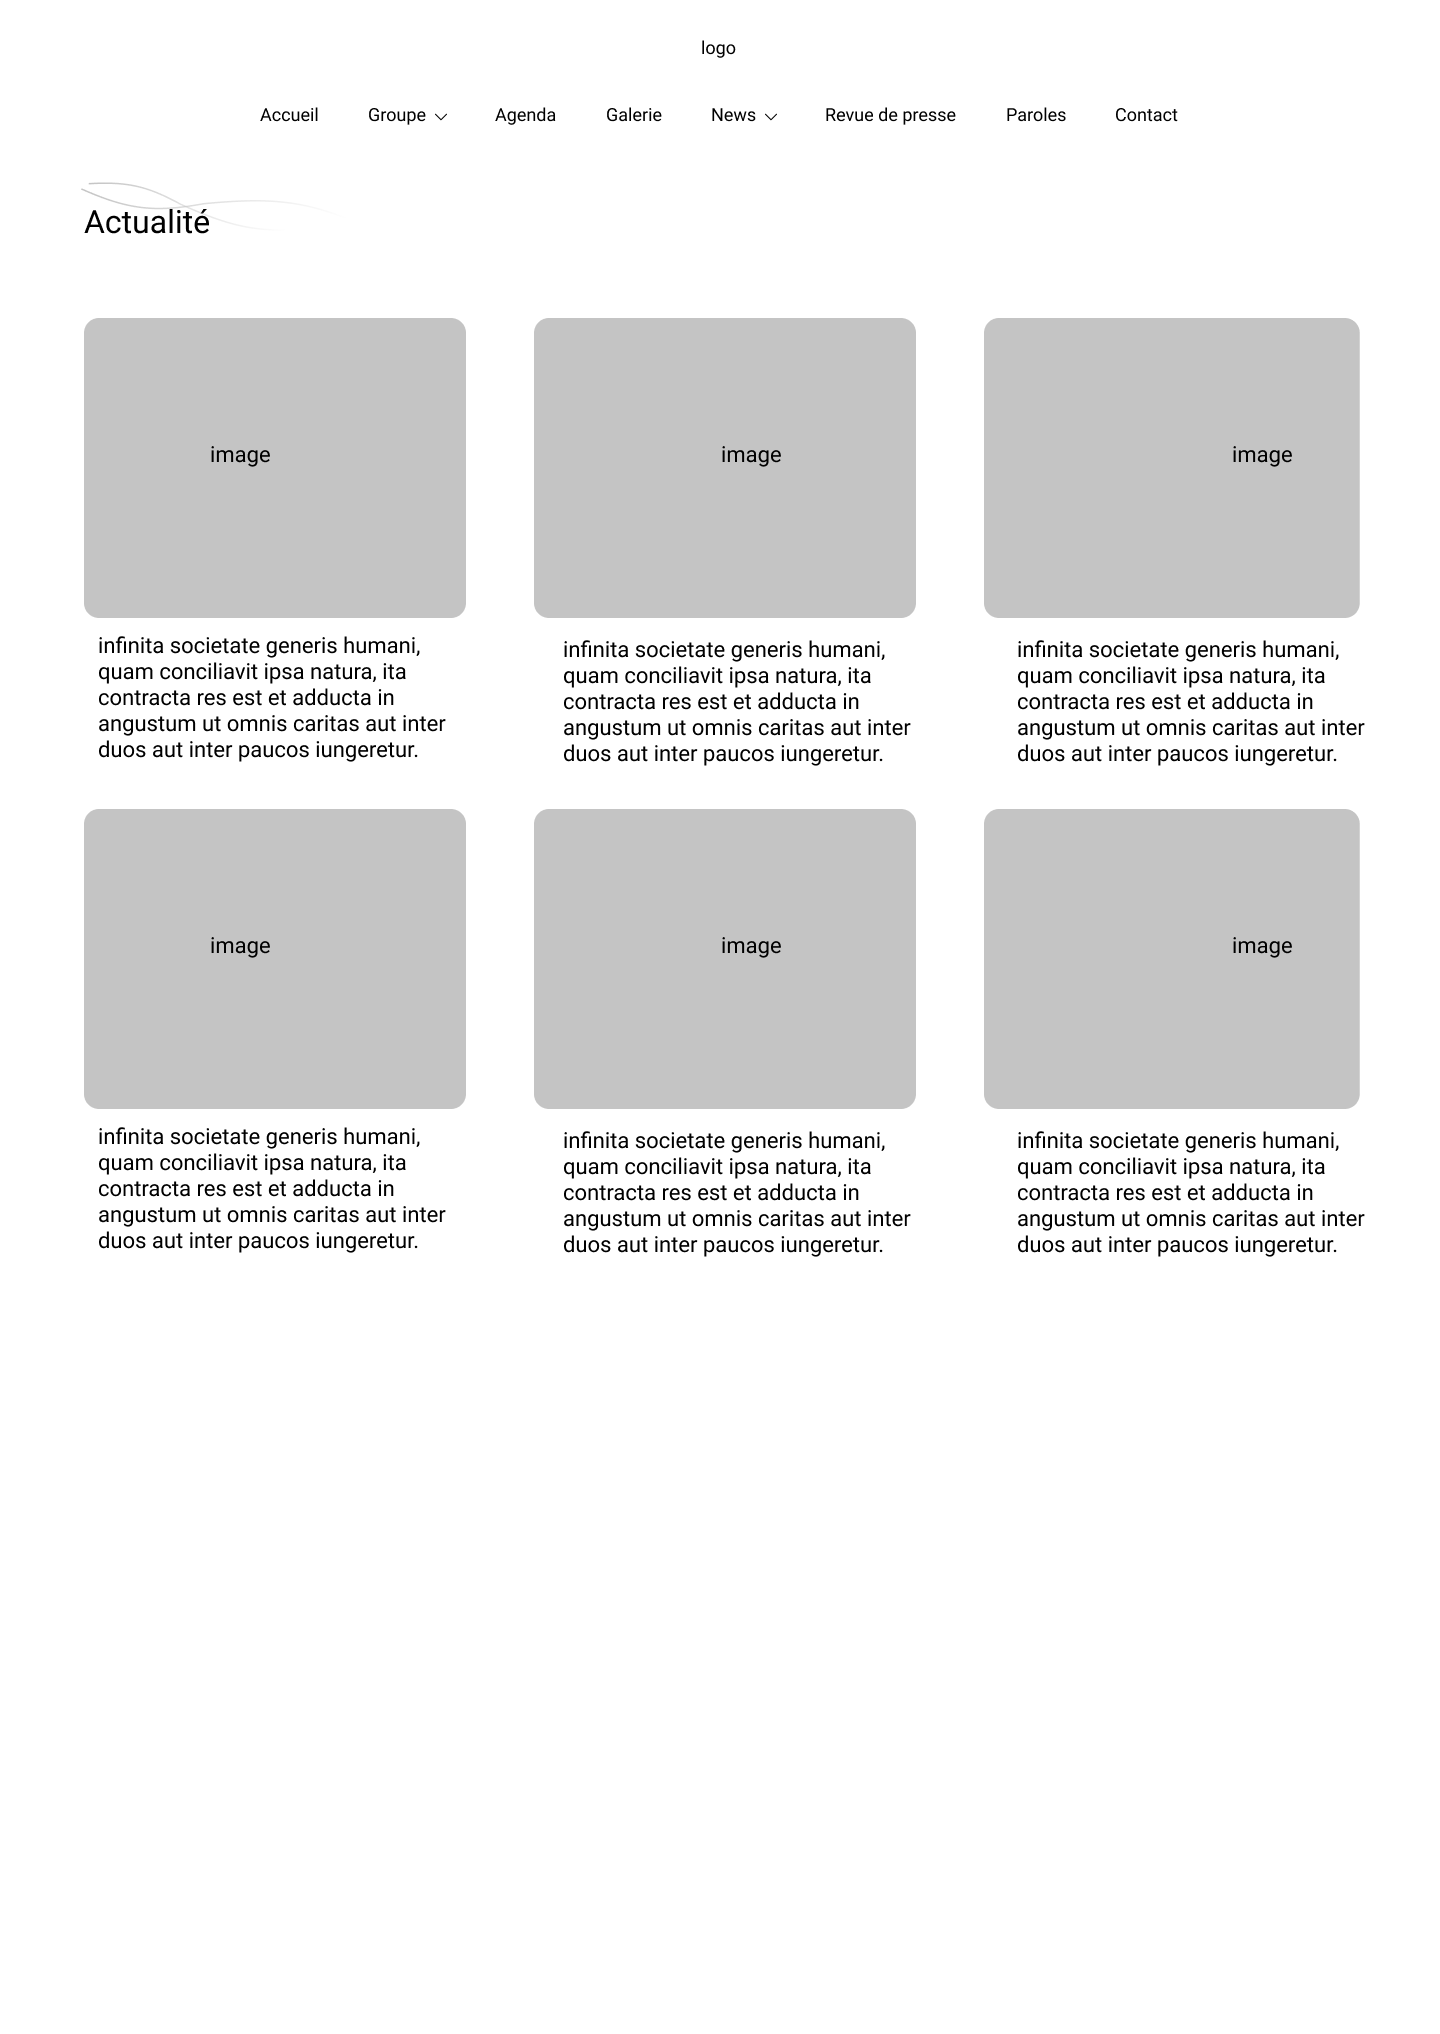 logo
Accueil Groupe Agenda Galerie News Revue de presse Paroles Contact
Actualité
image
image
image
infinita societate generis humani,
quam conciliavit ipsa natura, ita
contracta res est et adducta in
angustum ut omnis caritas aut inter
duos aut inter paucos iungeretur.
infinita societate generis humani,
quam conciliavit ipsa natura, ita
contracta res est et adducta in
angustum ut omnis caritas aut inter
duos aut inter paucos iungeretur.
infinita societate generis humani,
quam conciliavit ipsa natura, ita
contracta res est et adducta in
angustum ut omnis caritas aut inter
duos aut inter paucos iungeretur.
image
image
image
infinita societate generis humani,
quam conciliavit ipsa natura, ita
contracta res est et adducta in
angustum ut omnis caritas aut inter
duos aut inter paucos iungeretur.
infinita societate generis humani,
quam conciliavit ipsa natura, ita
contracta res est et adducta in
angustum ut omnis caritas aut inter
duos aut inter paucos iungeretur.
infinita societate generis humani,
quam conciliavit ipsa natura, ita
contracta res est et adducta in
angustum ut omnis caritas aut inter
duos aut inter paucos iungeretur.